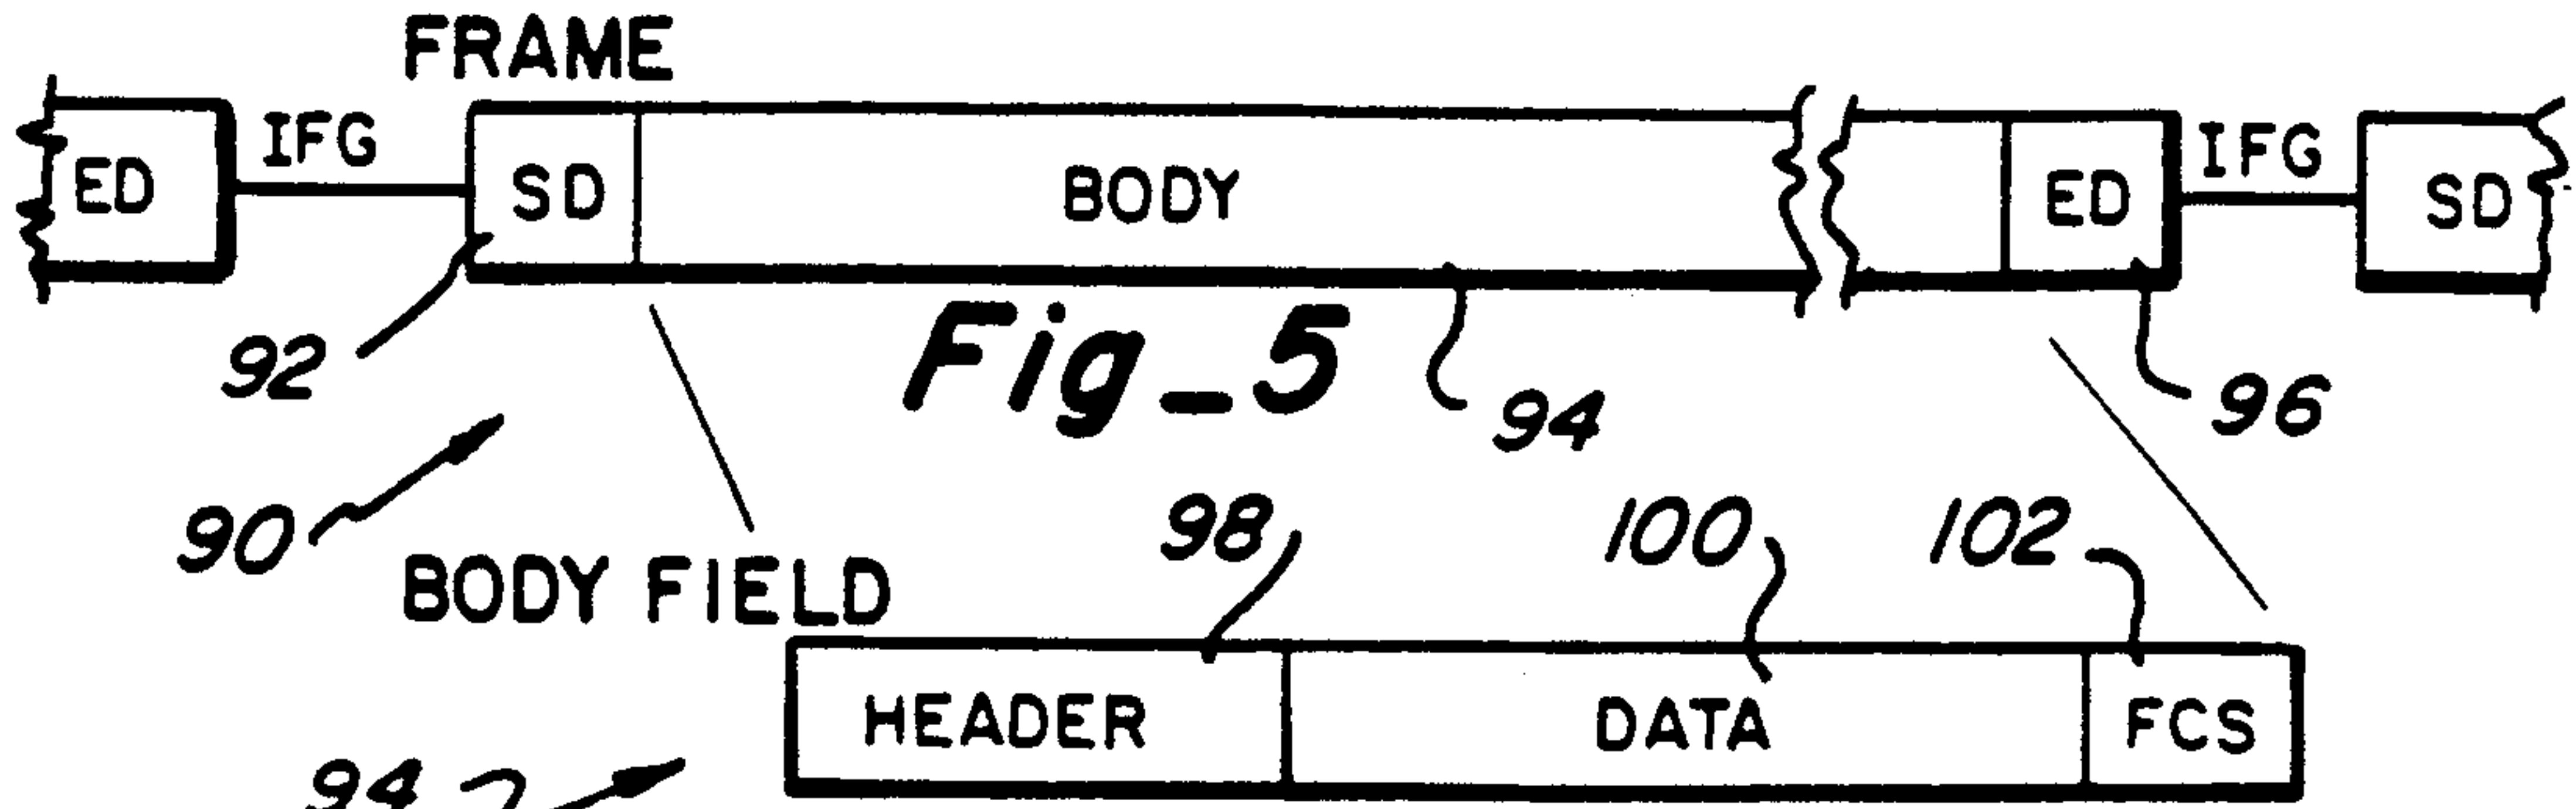 FRAME
ED IFG SD BODY ED IFG SD
92 Fig_5 94 96
90
98 100 102
BODY FIELD
HEADER DATA FCS
94